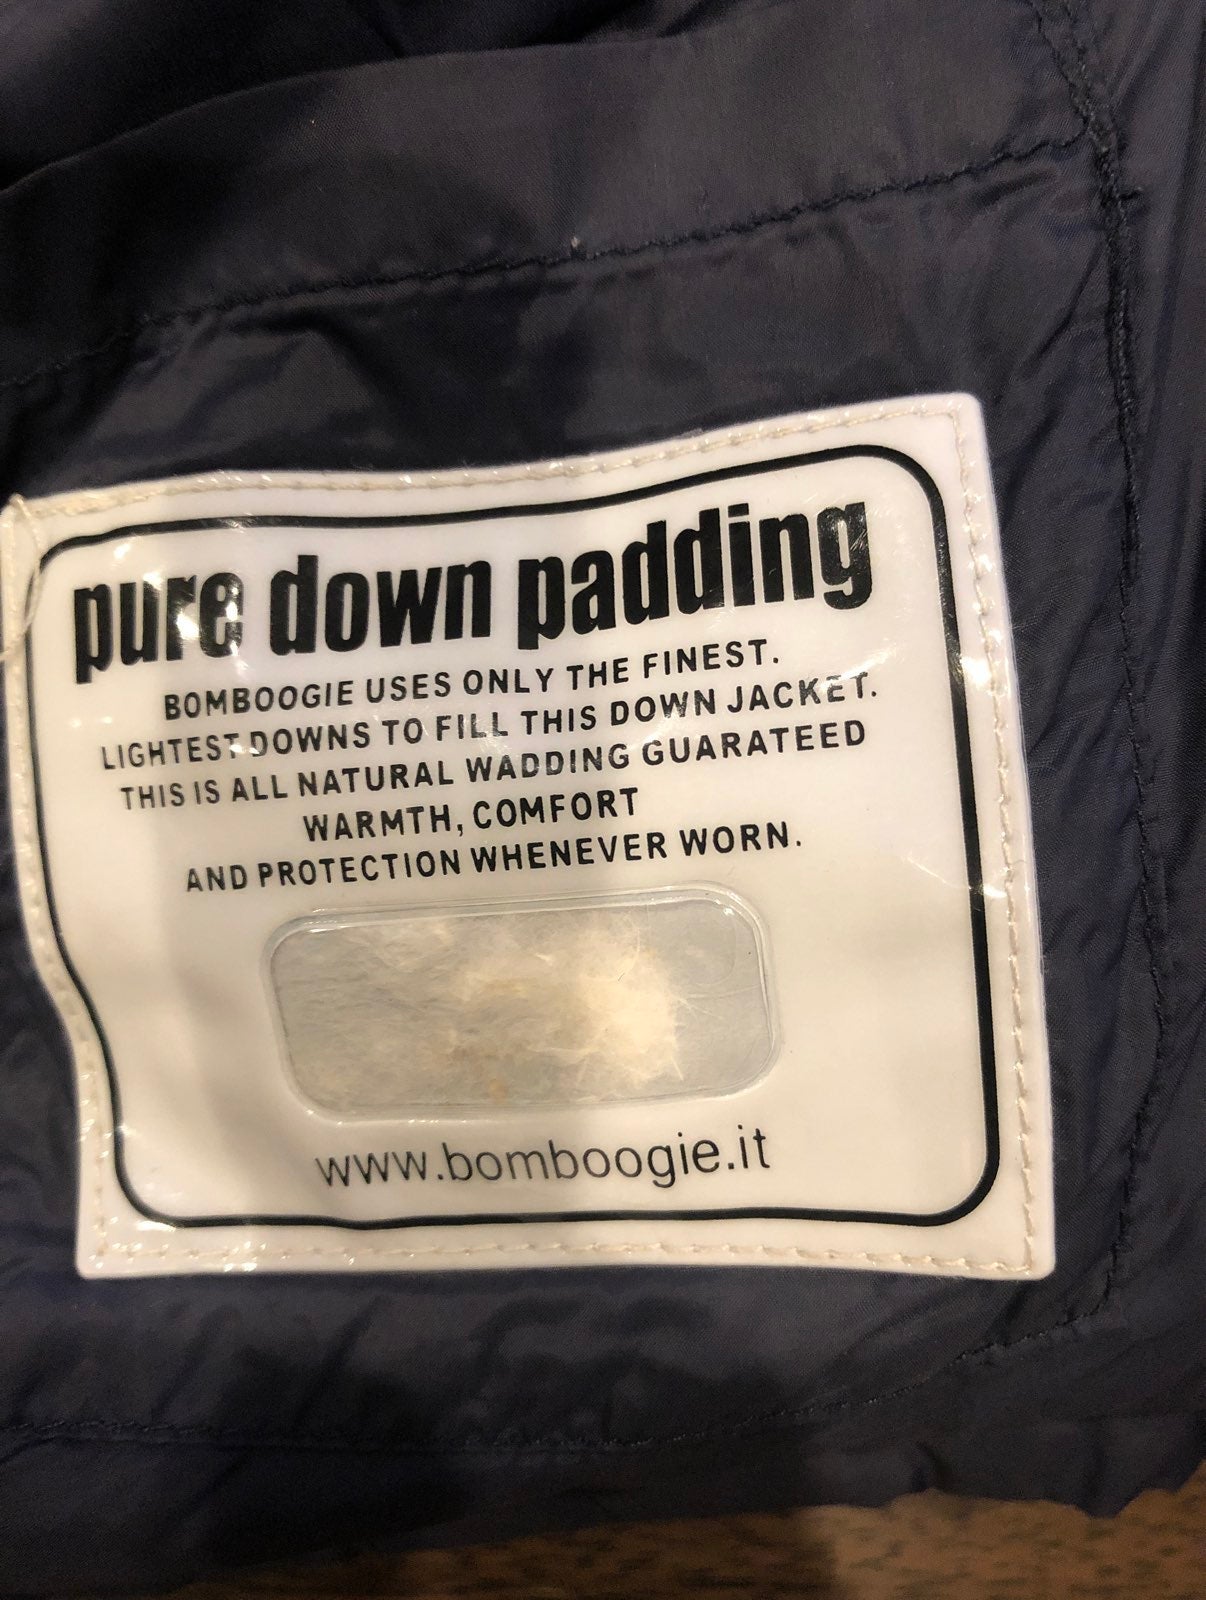 pure down padding
BOMBOOGIE USES ONLY THE FINEST.
LIGHTEST DOWNS TO FILL THIS DOWN JACKET.
THIS IS ALL NATURAL WADDING GUARATEED
WARMTH, COMFORT
AND PROTECTION WHENEVER WORN.
www.bomboogie.it